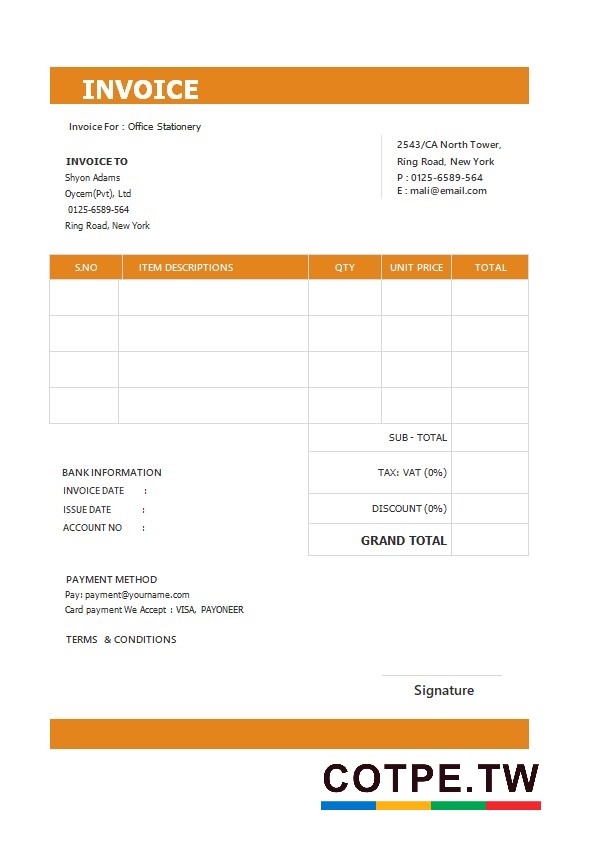 INVOICE
Invoice For : Office Stationery
INVOICE TO
Shyon Adams
Oycem(Pvt), Ltd
0125-6589-564
Ring Road, New York
2543/CA North Tower,
Ring Road, New York
P : 0125-6589-564
E : mali@email.com
S.NO ITEM DESCRIPTIONS QTY UNIT PRICE TOTAL
SUB - TOTAL
TAX: VAT (0%)
DISCOUNT (0%)
GRAND TOTAL
BANK INFORMATION
INVOICE DATE :
ISSUE DATE :
ACCOUNT NO :
PAYMENT METHOD
Pay: payment@yourname.com
Card payment We Accept : VISA, PAYONEER
TERMS & CONDITIONS
Signature
COTPE.TW